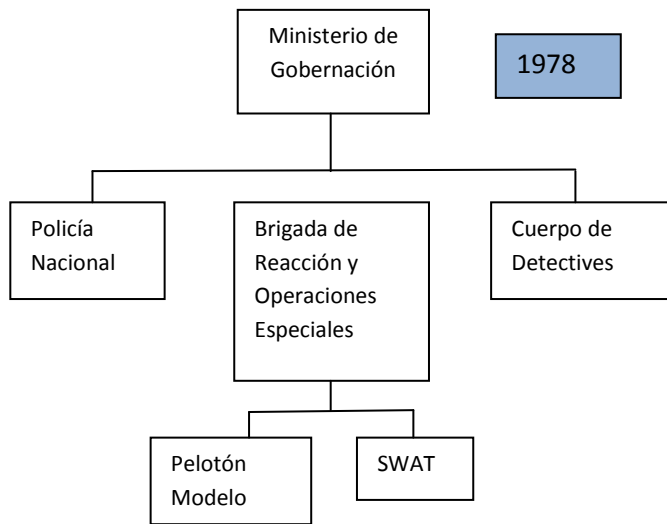 Ministerio de
Gobernación
1978
Policía
Nacional
Brigada de
Reacción y
Operaciones
Especiales
Cuerpo de
Detectives
Pelotón
Modelo
SWAT